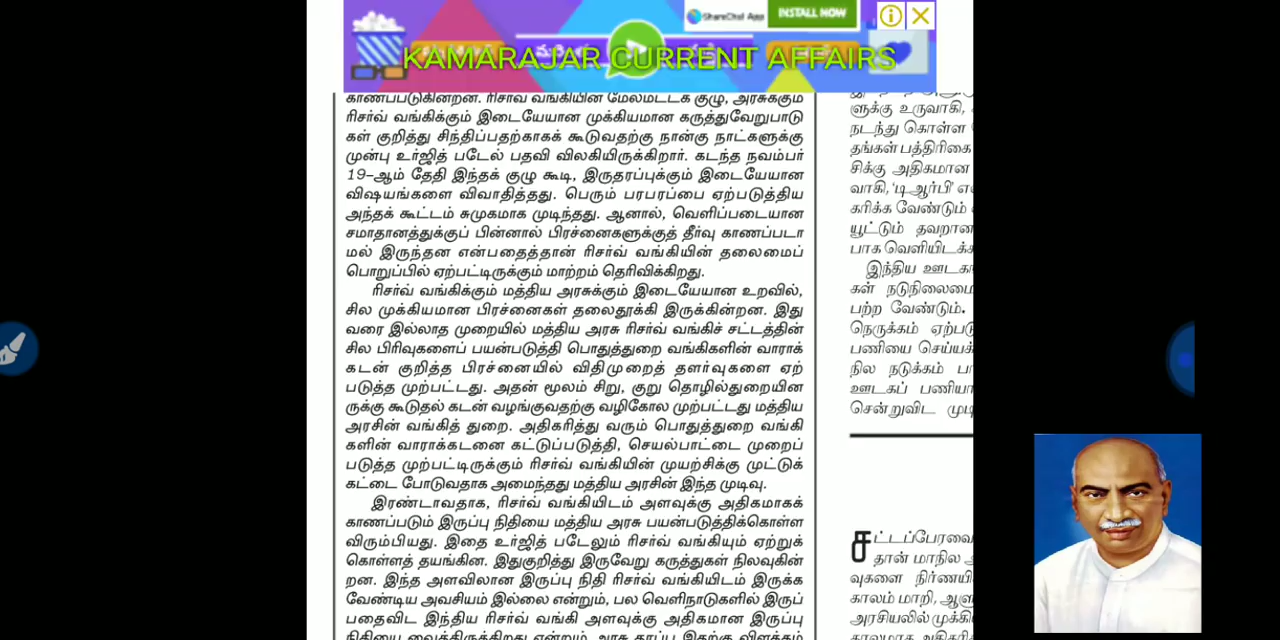 ShareChat App
INSTALL NOW
KAMARAJAR CURRENT AFFAIRS
காணப்படுகின்றன. ரிசர்வ் வங்கியின் மேல்மட்டக் குழு, அரசுக்கும்
ரிசர்வ் வங்கிக்கும் இடையேயான முக்கியமான கருத்துவேறுபாடு
கள் குறித்து சிந்திப்பதற்காகக் கூடுவதற்கு நான்கு நாட்களுக்கு
முன்பு உர்ஜித் படேல் பதவி விலகியிருக்கிறார். கடந்த நவம்பர்
19-ஆம் தேதி இந்தக் குழு கூடி, இருதரப்புக்கும் இடையேயான
விஷயங்களை விவாதித்தது. பெரும் பரபரப்பை ஏற்படுத்திய
அந்தக் கூட்டம் சுமுகமாக முடிந்தது. ஆனால், வெளிப்படையான
சமாதானத்துக்குப் பின்னால் பிரச்னைகளுக்குத் தீர்வு காணப்படா
மல் இருந்தன என்பதைத்தான் ரிசர்வ் வங்கியின் தலைமைப்
பொறுப்பில் ஏற்பட்டிருக்கும் மாற்றம் தெரிவிக்கிறது.
ரிசர்வ் வங்கிக்கும் மத்திய அரசுக்கும் இடையேயான உறவில்,
சில முக்கியமான பிரச்னைகள் தலைதூக்கி இருக்கின்றன. இது
வரை இல்லாத முறையில் மத்திய அரசு ரிசர்வ் வங்கிச் சட்டத்தின்
சில பிரிவுகளைப் பயன்படுத்தி பொதுத்துறை வங்கிகளின் வாராக்
கடன் குறித்த பிரச்னையில் விதிமுறைத் தளர்வுகளை ஏற்
படுத்த முற்பட்டது. அதன் மூலம் சிறு, குறு தொழில்துறையின
ருக்கு கூடுதல் கடன் வழங்குவதற்கு வழிகோல முற்பட்டது மத்திய
அரசின் வங்கித் துறை. அதிகரித்து வரும் பொதுத்துறை வங்கி
களின் வாராக்கடனை கட்டுப்படுத்தி, செயல்பாட்டை முறைப்
படுத்த முற்பட்டிருக்கும் ரிசர்வ் வங்கியின் முயற்சிக்கு முட்டுக்
கட்டை போடுவதாக அமைந்தது மத்திய அரசின் இந்த முடிவு.
இரண்டாவதாக, ரிசர்வ் வங்கியிடம் அளவுக்கு அதிகமாகக்
காணப்படும் இருப்பு நிதியை மத்திய அரசு பயன்படுத்திக்கொள்ள
விரும்பியது. இதை உர்ஜித் படேலும் ரிசர்வ் வங்கியும் ஏற்றுக்
கொள்ளத் தயங்கின. இதுகுறித்து இருவேறு கருத்துகள் நிலவுகின்
றன. இந்த அளவிலான இருப்பு நிதி ரிசர்வ் வங்கியிடம் இருக்க
வேண்டிய அவசியம் இல்லை என்றும், பல வெளிநாடுகளில் இருப்
பதைவிட இந்திய ரிசர்வ் வங்கி அளவுக்கு அதிகமான இருப்பு
நிதியை வைத்திருக்கிறது என்றும் அரசு தரப்பு இதற்கு விளக்கம்
ளுக்கு உருவாகி,
நடந்து கொள்ள
தங்கள் பத்திரிகை
சிக்கு அதிகமான
வாகி, 'டிஆர்பி'
கரிக்க வேண்டும்
யூட்டும் தவறான
பாக வெளியிடக்
இந்திய ஊடக
கள் நடுநிலைமை
பற்ற வேண்டும்.
நெருக்கம் ஏற்படு
பணியை செய்யக்
நில நடுக்கம்
ஊடகப் பணியா
சென்றுவிட முடி
சட்டப்பேரவை
தான் மாநில
வுகளை நிர்ணயி
காலம் மாறி, ஆளு
அரசியலில் முக்கி